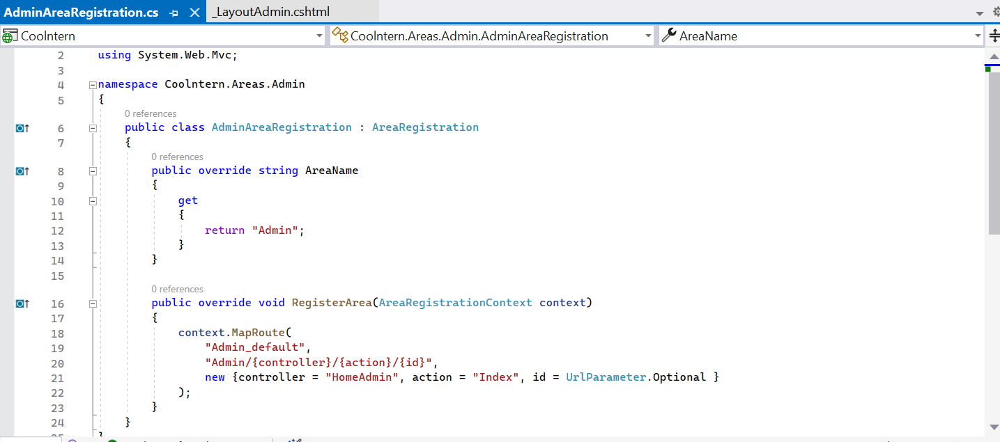 AdminAreaRegistration.cs
_LayoutAdmin.cshtml
Coolntern
Coolntern.Areas.Admin.AdminAreaRegistration
AreaName
2 using System.Web.Mvc;
3
4 namespace Coolntern.Areas.Admin
5 {
0 references
6 public class AdminAreaRegistration : AreaRegistration
7 {
0 references
8 public override string AreaName
9 {
10 get
11 {
12 return "Admin";
13 }
14 }
15
0 references
16 public override void RegisterArea(AreaRegistrationContext context)
17 {
18 context.MapRoute(
19 "Admin_default",
20 "Admin/{controller}/{action}/{id}",
21 new {controller = "HomeAdmin", action = "Index", id = UrlParameter.Optional }
22 );
23 }
24 }
25 }